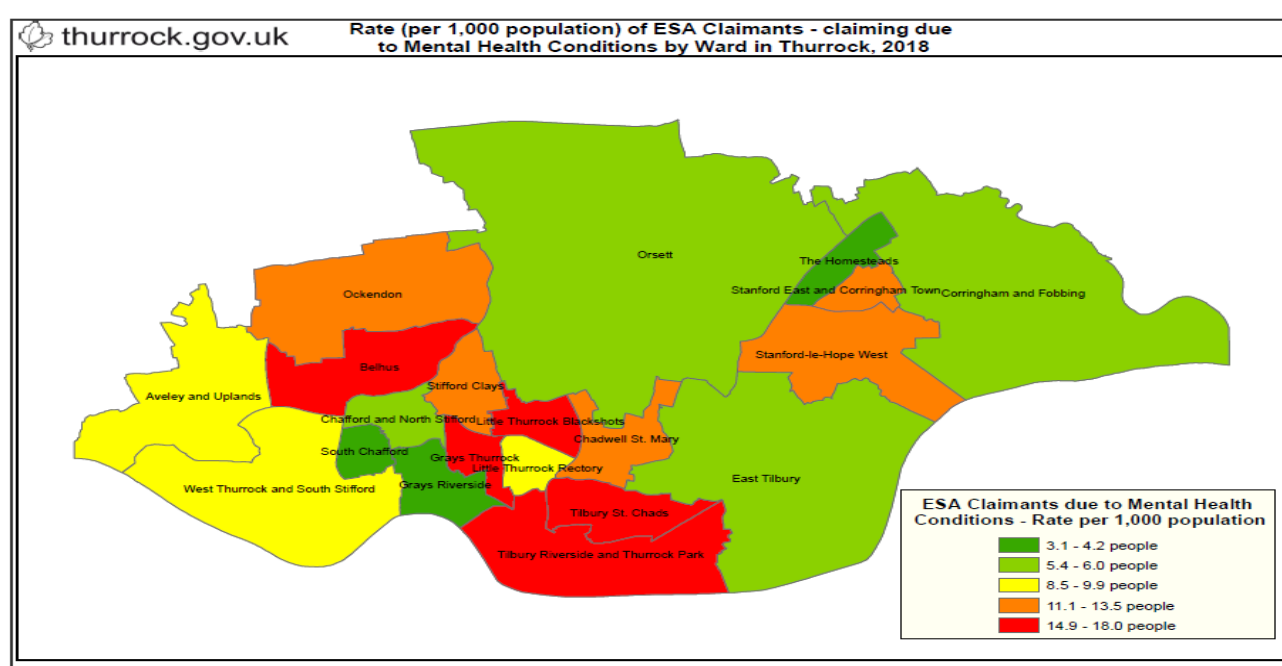 thurrock.gov.uk
Rate (per 1,000 population) of ESA Claimants - claiming due
to Mental Health Conditions by Ward in Thurrock, 2018
Orsett
The Homesteads
Ockendon
Stanford East and Corringham Town
Corringham and Fobbing
Stanford-le-Hope West
Belhus
Stifford Clays
Aveley and Uplands
Chafford and North Stifford
Little Thurrock Blackshots
Chadwell St. Mary
South Chafford
Grays Thurrock
Little Thurrock Rectory
East Tilbury
Grays Riverside
West Thurrock and South Stifford
Tilbury St. Chads
Tilbury Riverside and Thurrock Park
ESA Claimants due to Mental Health
Conditions - Rate per 1,000 population
3.1 - 4.2 people
5.4 - 6.0 people
8.5 - 9.9 people
11.1 - 13.5 people
14.9 - 18.0 people